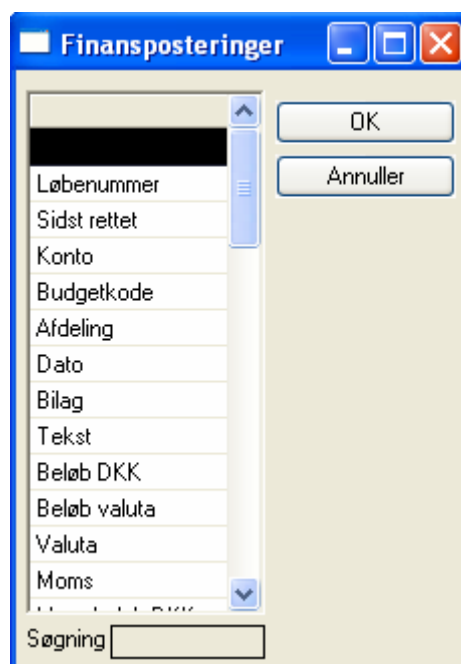 Finansposteringer
OK
Annuller
Løbenummer
Sidst rettet
Konto
Budgetkode
Afdeling
Dato
Bilag
Tekst
Beløb DKK
Beløb valuta
Valuta
Moms
Søgning